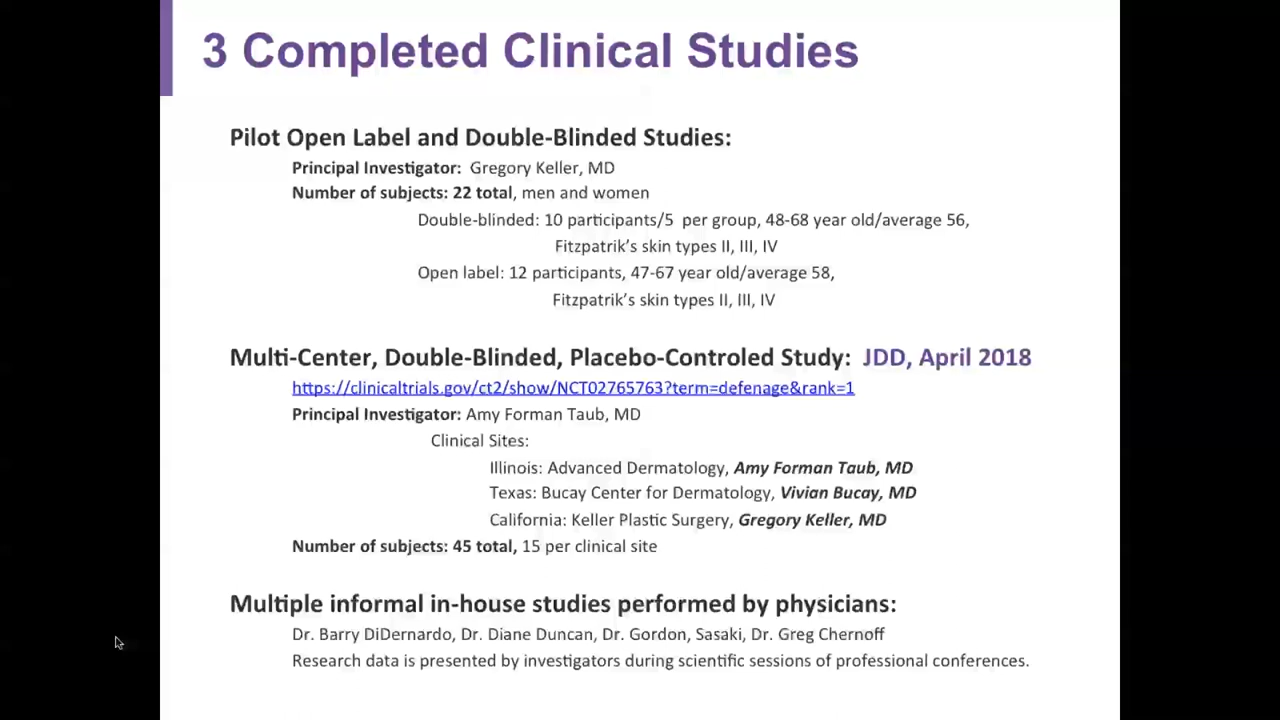 3 Completed Clinical Studies
Pilot Open Label and Double-Blinded Studies:
Principal Investigator: Gregory Keller, MD
Number of subjects: 22 total, men and women
Double-blinded: 10 participants/5 per group, 48-68 year old/average 56,
Fitzpatrik's skin types II, III, IV
Open label: 12 participants, 47-67 year old/average 58,
Fitzpatrik's skin types II, III, IV
Multi-Center, Double-Blinded, Placebo-Controled Study: JDD, April 2018
https://clinicaltrials.gov/ct2/show/NCT02765763?term=defenage&rank=1
Principal Investigator: Amy Forman Taub, MD
Clinical Sites:
Illinois: Advanced Dermatology, Amy Forman Taub, MD
Texas: Bucay Center for Dermatology, Vivian Bucay, MD
California: Keller Plastic Surgery, Gregory Keller, MD
Number of subjects: 45 total, 15 per clinical site
Multiple informal in-house studies performed by physicians:
Dr. Barry DiDernardo, Dr. Diane Duncan, Dr. Gordon, Sasaki, Dr. Greg Chernoff
Research data is presented by investigators during scientific sessions of professional conferences.